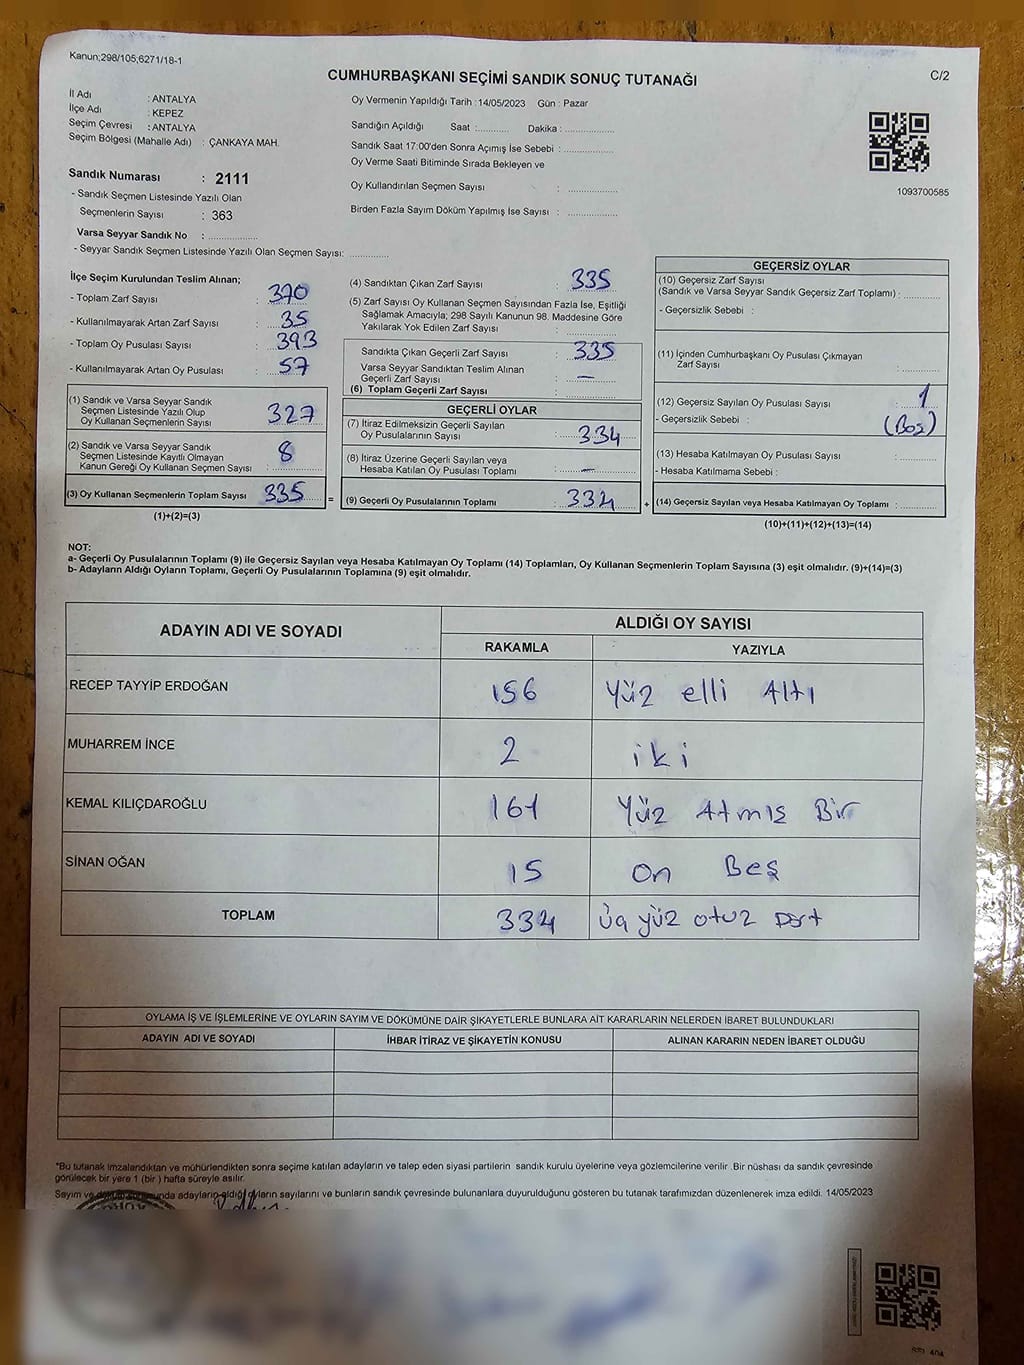 Kanun;298/105;6271/18-1
CUMHURBAŞKANI SEÇİMİ SANDIK SONUÇ TUTANAĞI
C/2
İl Adı : ANTALYA
İlçe Adı : KEPEZ
Seçim Çevresi : ANTALYA
Seçim Bölgesi (Mahalle Adı) : ÇANKAYA MAH.
Sandık Numarası : 2111
- Sandık Seçmen Listesinde Yazılı Olan
Seçmenlerin Sayısı : 363
Varsa Seyyar Sandık No : ...............
- Seyyar Sandık Seçmen Listesinde Yazılı Olan Seçmen Sayısı: ............
Oy Vermenin Yapıldığı Tarih : 14/05/2023 Gün : Pazar
Sandığın Açıldığı Saat :........... Dakika : ................
Sandık Saat 17:00'den Sonra Açımış İse Sebebi : ................
Oy Verme Saati Bitiminde Sırada Bekleyen ve
Oy Kullandırılan Seçmen Sayısı : ................
Birden Fazla Sayım Döküm Yapılmış İse Sayısı : ................
1093700585
İlçe Seçim Kurulundan Teslim Alınan;
- Toplam Zarf Sayısı : 370
- Kullanılmayarak Artan Zarf Sayısı : 35
- Toplam Oy Pusulası Sayısı : 393
- Kullanılmayarak Artan Oy Pusulası : 57
(1) Sandık ve Varsa Seyyar Sandık
Seçmen Listesinde Yazılı Olup
Oy Kullanan Seçmenlerin Sayısı : 327
(2) Sandık ve Varsa Seyyar Sandık
Seçmen Listesinde Kayıtlı Olmayan
Kanun Gereği Oy Kullanan Seçmen Sayısı : 8
(3) Oy Kullanan Seçmenlerin Toplam Sayısı 335 =
(1)+(2)=(3)
(4) Sandıktan Çıkan Zarf Sayısı : 335
(5) Zarf Sayısı Oy Kullanan Seçmen Sayısından Fazla İse, Eşitliği
Sağlamak Amacıyla; 298 Sayılı Kanunun 98. Maddesine Göre
Yakılarak Yok Edilen Zarf Sayısı : ................
Sandıkta Çıkan Geçerli Zarf Sayısı : 335
Varsa Seyyar Sandıktan Teslim Alınan
Geçerli Zarf Sayısı : —
(6) Toplam Geçerli Zarf Sayısı
GEÇERLİ OYLAR
(7) İtiraz Edilmeksizin Geçerli Sayılan
Oy Pusulalarının Sayısı : 334
(8) İtiraz Üzerine Geçerli Sayılan veya
Hesaba Katılan Oy Pusulası Toplamı : —
(9) Geçerli Oy Pusulalarının Toplamı : 334 +
GEÇERSİZ OYLAR
(10) Geçersiz Zarf Sayısı
(Sandık ve Varsa Seyyar Sandık Geçersiz Zarf Toplamı) : ...........
- Geçersizlik Sebebi :
(11) İçinden Cumhurbaşkanı Oy Pusulası Çıkmayan
Zarf Sayısı : ...........
(12) Geçersiz Sayılan Oy Pusulası Sayısı : 1
- Geçersizlik Sebebi : (Boş)
(13) Hesaba Katılmayan Oy Pusulası Sayısı : ...........
- Hesaba Katılmama Sebebi :
(14) Geçersiz Sayılan veya Hesaba Katılmayan Oy Toplamı : ...........
(10)+(11)+(12)+(13)=(14)
NOT:
a- Geçerli Oy Pusulalarının Toplamı (9) ile Geçersiz Sayılan veya Hesaba Katılmayan Oy Toplamı (14) Toplamları, Oy Kullanan Seçmenlerin Toplam Sayısına (3) eşit olmalıdır. (9)+(14)=(3)
b- Adayların Aldığı Oyların Toplamı, Geçerli Oy Pusulalarının Toplamına (9) eşit olmalıdır.
ADAYIN ADI VE SOYADI ALDIĞI OY SAYISI
RAKAMLA YAZIYLA
RECEP TAYYİP ERDOĞAN 156 Yüz elli Altı
MUHARREM İNCE 2 iki
KEMAL KILIÇDAROĞLU 161 Yüz Atmış Bir
SİNAN OĞAN 15 On Beş
TOPLAM 334 üç yüz otuz Dört
OYLAMA İŞ VE İŞLEMLERİNE VE OYLARIN SAYIM VE DÖKÜMÜNE DAİR ŞİKAYETLERLE BUNLARA AİT KARARLARIN NELERDEN İBARET BULUNDUKLARI
ADAYIN ADI VE SOYADI İHBAR İTİRAZ VE ŞİKAYETİN KONUSU ALINAN KARARIN NEDEN İBARET OLDUĞU
*Bu tutanak imzalandıktan ve mühürlendikten sonra seçime katılan adayların ve talep eden siyasi partilerin sandık kurulu üyelerine veya gözlemcilerine verilir. Bir nüshası da sandık çevresinde
görülecek bir yere 1 (bir) hafta süreyle asılır.
Sayım ve döküm sonunda adayların aldığı oyların sayılarını ve bunların sandık çevresinde bulunanlara duyurulduğunu gösteren bu tutanak tarafımızdan düzenlenerek imza edildi. 14/05/2023